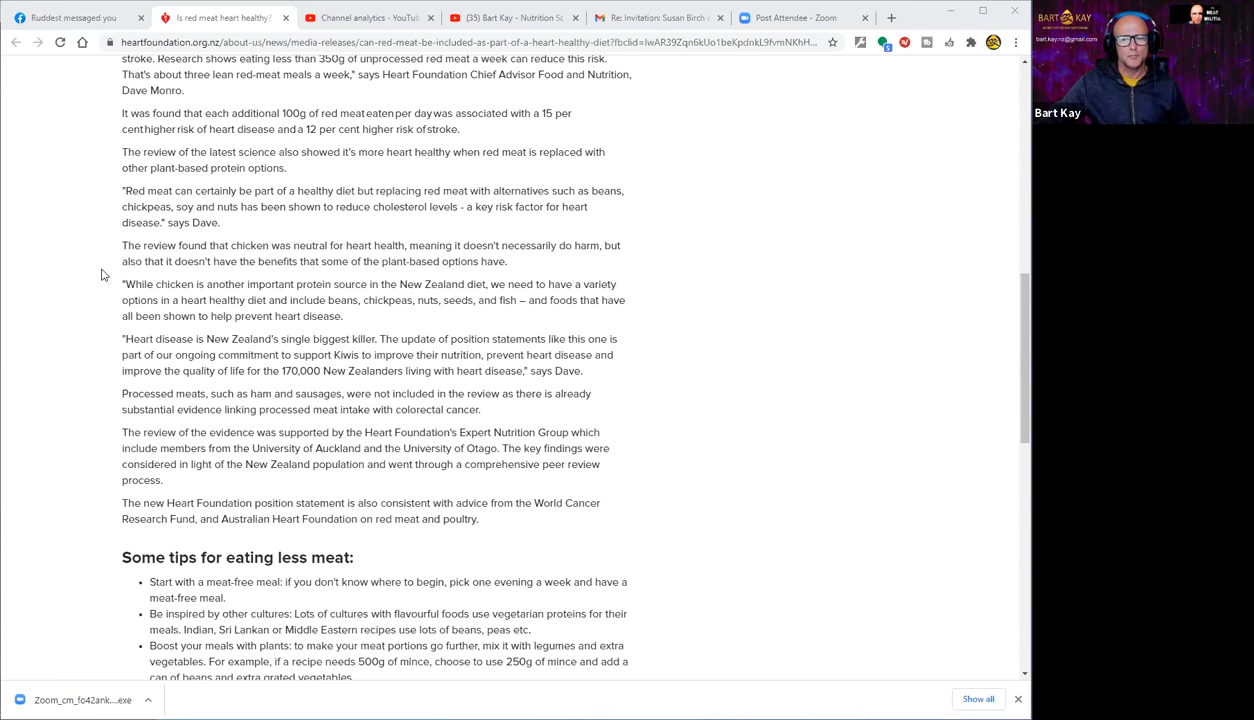 Ruddest messaged you
Is red meat heart healthy?
Channel analytics - YouTub
(35) Bart Kay - Nutrition Sc
Re: Invitation: Susan Birch &
Post Attendee - Zoom
heartfoundation.org.nz/about-us/news/media-releases/can-red-meat-be-included-as-part-of-a-heart-healthy-diet?fbclid=IwAR39Zqn6kUo1beKpdnkL9fvmNKhH...
5
stroke. Research shows eating less than 350g of unprocessed red meat a week can reduce this risk.
That's about three lean red-meat meals a week," says Heart Foundation Chief Advisor Food and Nutrition,
Dave Monro.
It was found that each additional 100g of red meat eaten per day was associated with a 15 per
cent higher risk of heart disease and a 12 per cent higher risk of stroke.
The review of the latest science also showed it's more heart healthy when red meat is replaced with
other plant-based protein options.
"Red meat can certainly be part of a healthy diet but replacing red meat with alternatives such as beans,
chickpeas, soy and nuts has been shown to reduce cholesterol levels - a key risk factor for heart
disease." says Dave.
The review found that chicken was neutral for heart health, meaning it doesn't necessarily do harm, but
also that it doesn't have the benefits that some of the plant-based options have.
"While chicken is another important protein source in the New Zealand diet, we need to have a variety
options in a heart healthy diet and include beans, chickpeas, nuts, seeds, and fish – and foods that have
all been shown to help prevent heart disease.
"Heart disease is New Zealand's single biggest killer. The update of position statements like this one is
part of our ongoing commitment to support Kiwis to improve their nutrition, prevent heart disease and
improve the quality of life for the 170,000 New Zealanders living with heart disease," says Dave.
Processed meats, such as ham and sausages, were not included in the review as there is already
substantial evidence linking processed meat intake with colorectal cancer.
The review of the evidence was supported by the Heart Foundation's Expert Nutrition Group which
include members from the University of Auckland and the University of Otago. The key findings were
considered in light of the New Zealand population and went through a comprehensive peer review
process.
The new Heart Foundation position statement is also consistent with advice from the World Cancer
Research Fund, and Australian Heart Foundation on red meat and poultry.
Some tips for eating less meat:
• Start with a meat-free meal: if you don't know where to begin, pick one evening a week and have a
meat-free meal.
• Be inspired by other cultures: Lots of cultures with flavourful foods use vegetarian proteins for their
meals. Indian, Sri Lankan or Middle Eastern recipes use lots of beans, peas etc.
• Boost your meals with plants: to make your meat portions go further, mix it with legumes and extra
vegetables. For example, if a recipe needs 500g of mince, choose to use 250g of mince and add a
can of beans and extra grated vegetables.
Zoom_cm_fo42ank....exe
Show all
BART KAY
bart.kay.nz@gmail.com
MEAT
MILITIA
Bart Kay